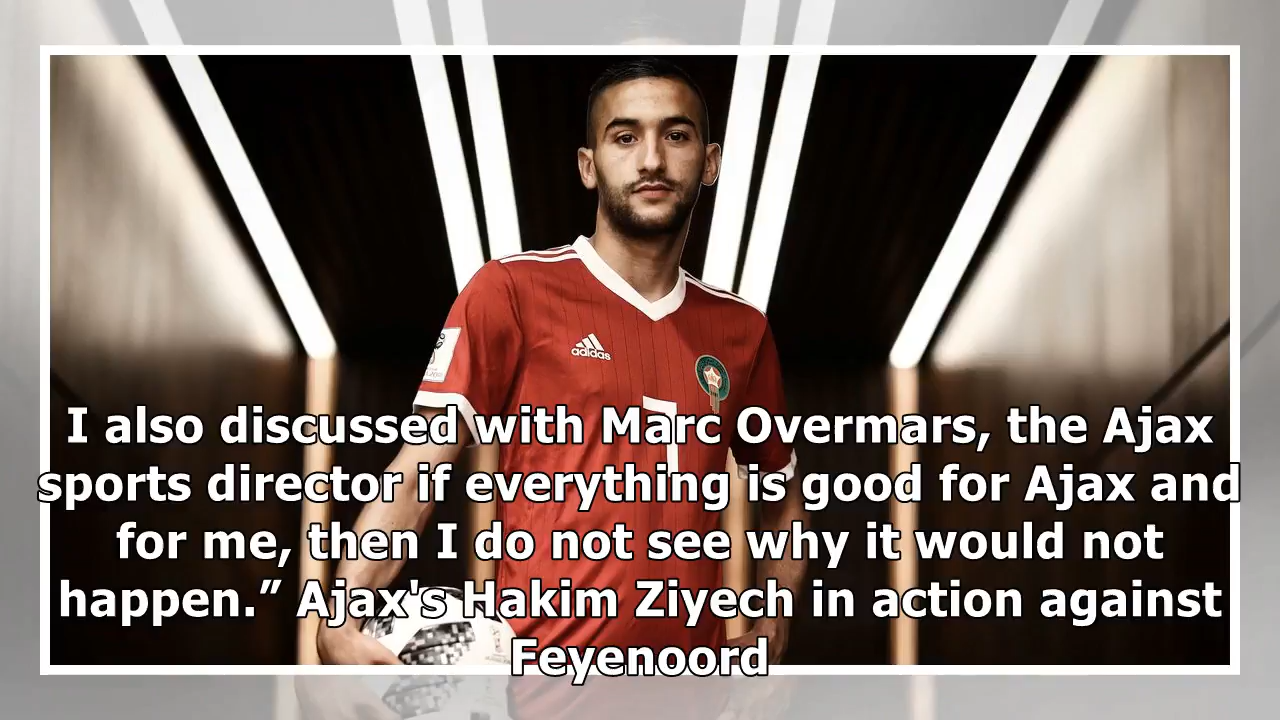 adidas
7
I also discussed with Marc Overmars, the Ajax
sports director if everything is good for Ajax and
for me, then I do not see why it would not
happen.” Ajax's Hakim Ziyech in action against
Feyenoord